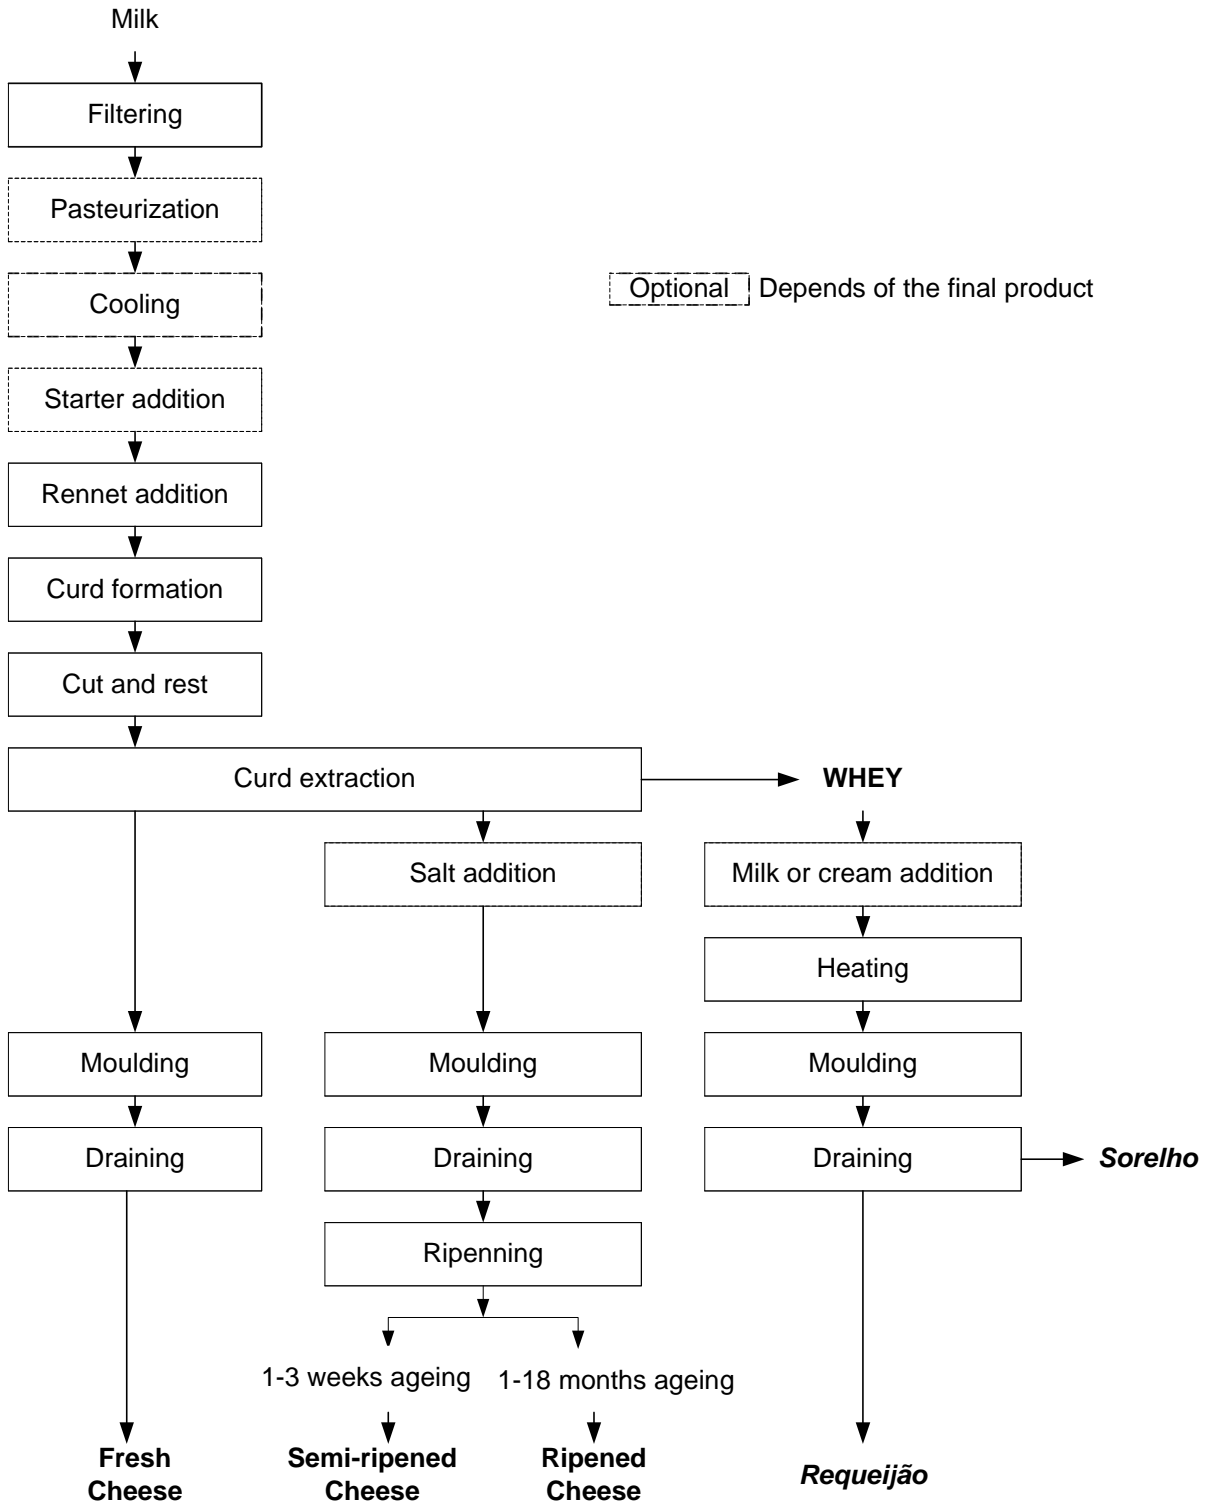 Milk
Filtering
Pasteurization
Cooling
Optional Depends of the final product
Starter addition
Rennet addition
Curd formation
Cut and rest
Curd extraction
WHEY
Salt addition
Milk or cream addition
Heating
Moulding
Moulding
Moulding
Draining
Draining
Draining
Sorelho
Ripenning
1-3 weeks ageing
1-18 months ageing
Fresh
Cheese
Semi-ripened
Cheese
Ripened
Cheese
Requeijão